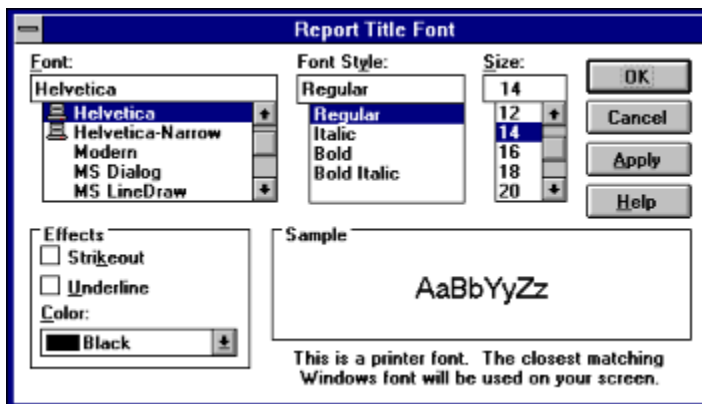 Report Title Font
Font:
Helvetica
Helvetica
Helvetica-Narrow
Modern
MS Dialog
MS LineDraw
Font Style:
Regular
Regular
Italic
Bold
Bold Italic
Size:
14
12
14
16
18
20
OK
Cancel
Apply
Help
Effects
Strikeout
Underline
Color:
Black
Sample
AaBbYyZz
This is a printer font. The closest matching
Windows font will be used on your screen.